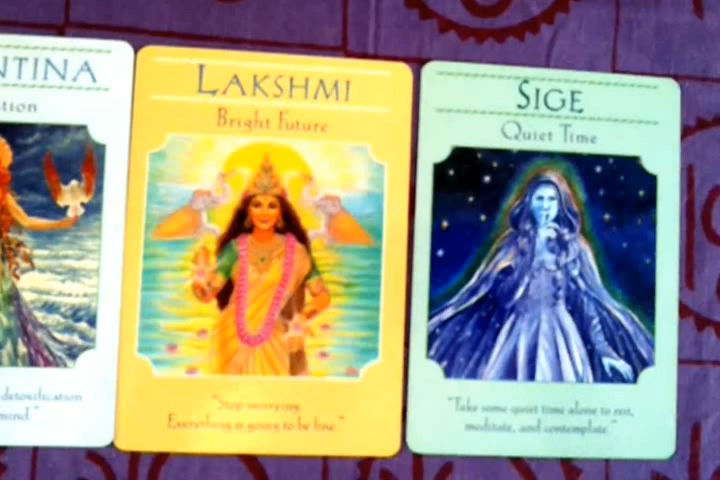 NTINA
tion
detoxification
mind."
LAKSHMI
Bright Future
"Stop worrying.
Everything is going to be fine."
SIGE
Quiet Time
"Take some quiet time alone to rest,
meditate, and contemplate."